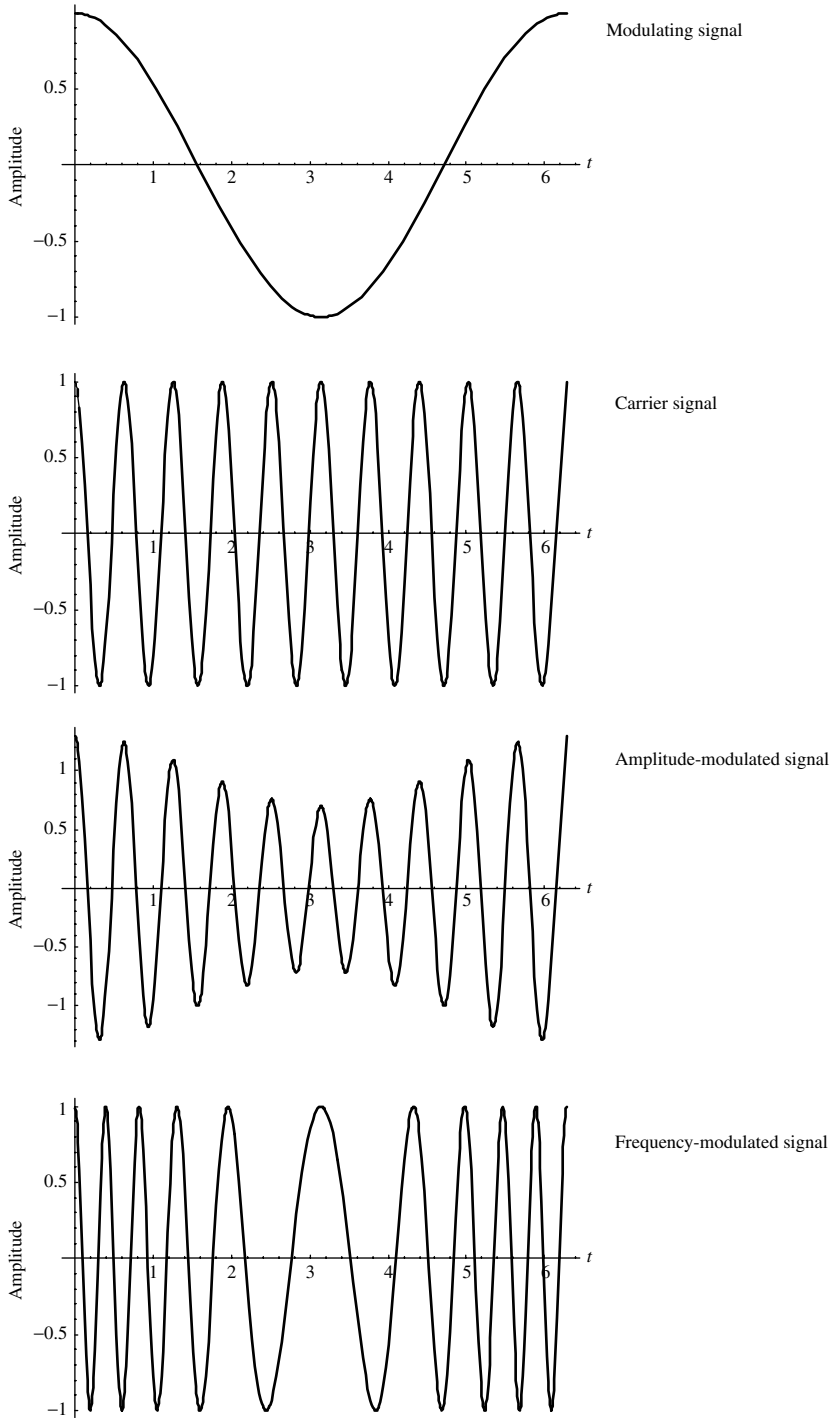 Modulating signal
0.5
Amplitude
1 2 3 4 5 6 t
−0.5
−1
1
Carrier signal
0.5
Amplitude
1 2 3 4 5 6 t
−0.5
−1
Amplitude-modulated signal
1
0.5
Amplitude
1 2 3 4 5 6 t
−0.5
−1
1
Frequency-modulated signal
0.5
Amplitude
1 2 3 4 5 6 t
−0.5
−1